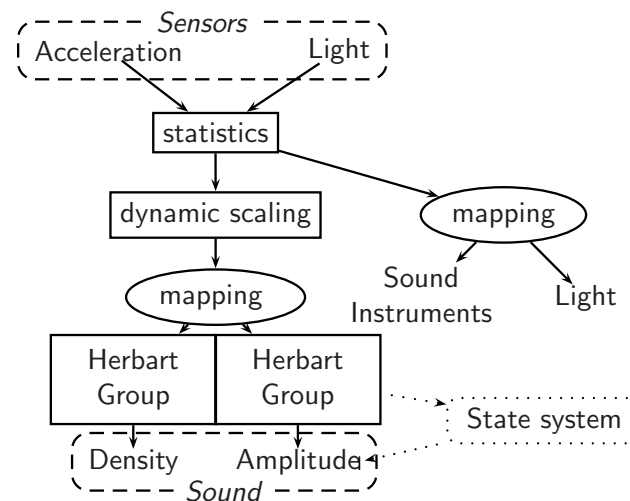 Sensors
Acceleration
Light
statistics
dynamic scaling
mapping
mapping
Sound
Instruments
Light
Herbart
Group
Herbart
Group
State system
Density
Amplitude
Sound